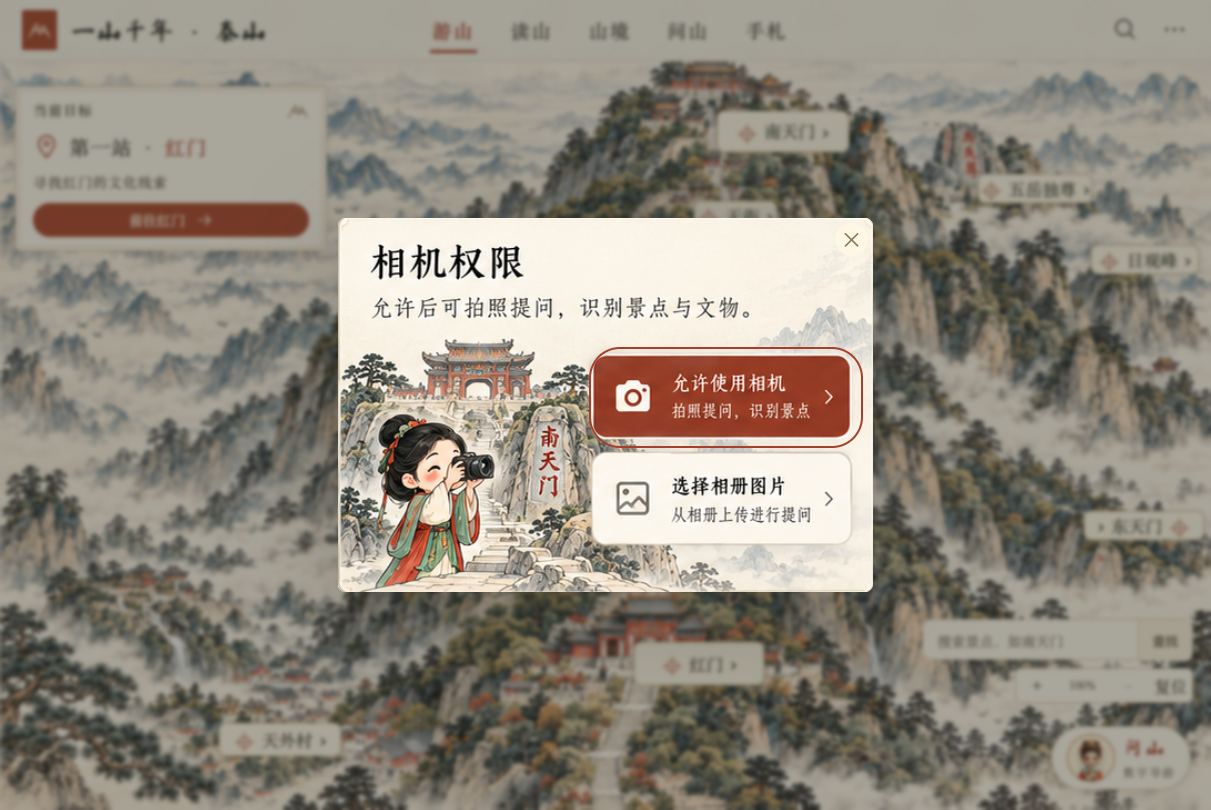 一山千年 · 泰山
游山
读山
山境
问山
手札
当前目标
第一站 · 红门
寻找红门的文化线索
前往红门 →
南天门
五岳独尊
日观峰
相机权限
允许后可拍照提问，识别景点与文物。
允许使用相机
拍照提问，识别景点
南天门
选择相册图片
从相册上传进行提问
东门
搜索景点，如南天门
红门
100%
复位
天外村
问山
数字导游